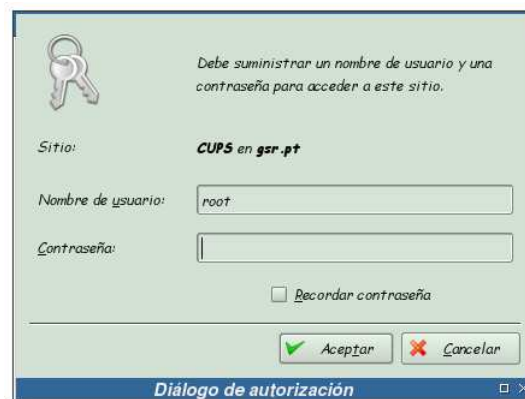 Debe suministrar un nombre de usuario y una
contraseña para acceder a este sitio.
Sitio: CUPS en gsr.pt
Nombre de usuario: root
Contraseña:
Recordar contraseña
Aceptar Cancelar
Diálogo de autorización